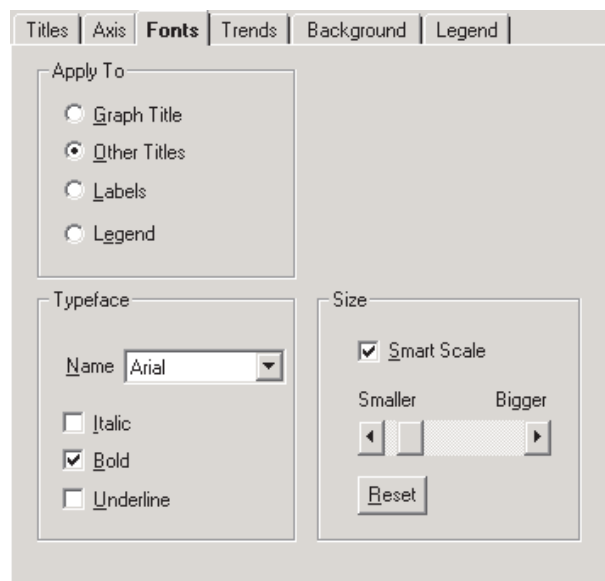 Titles Axis Fonts Trends Background Legend
Apply To
Graph Title
Other Titles
Labels
Legend
Typeface
Name Arial
Italic
Bold
Underline
Size
Smart Scale
Smaller Bigger
Reset